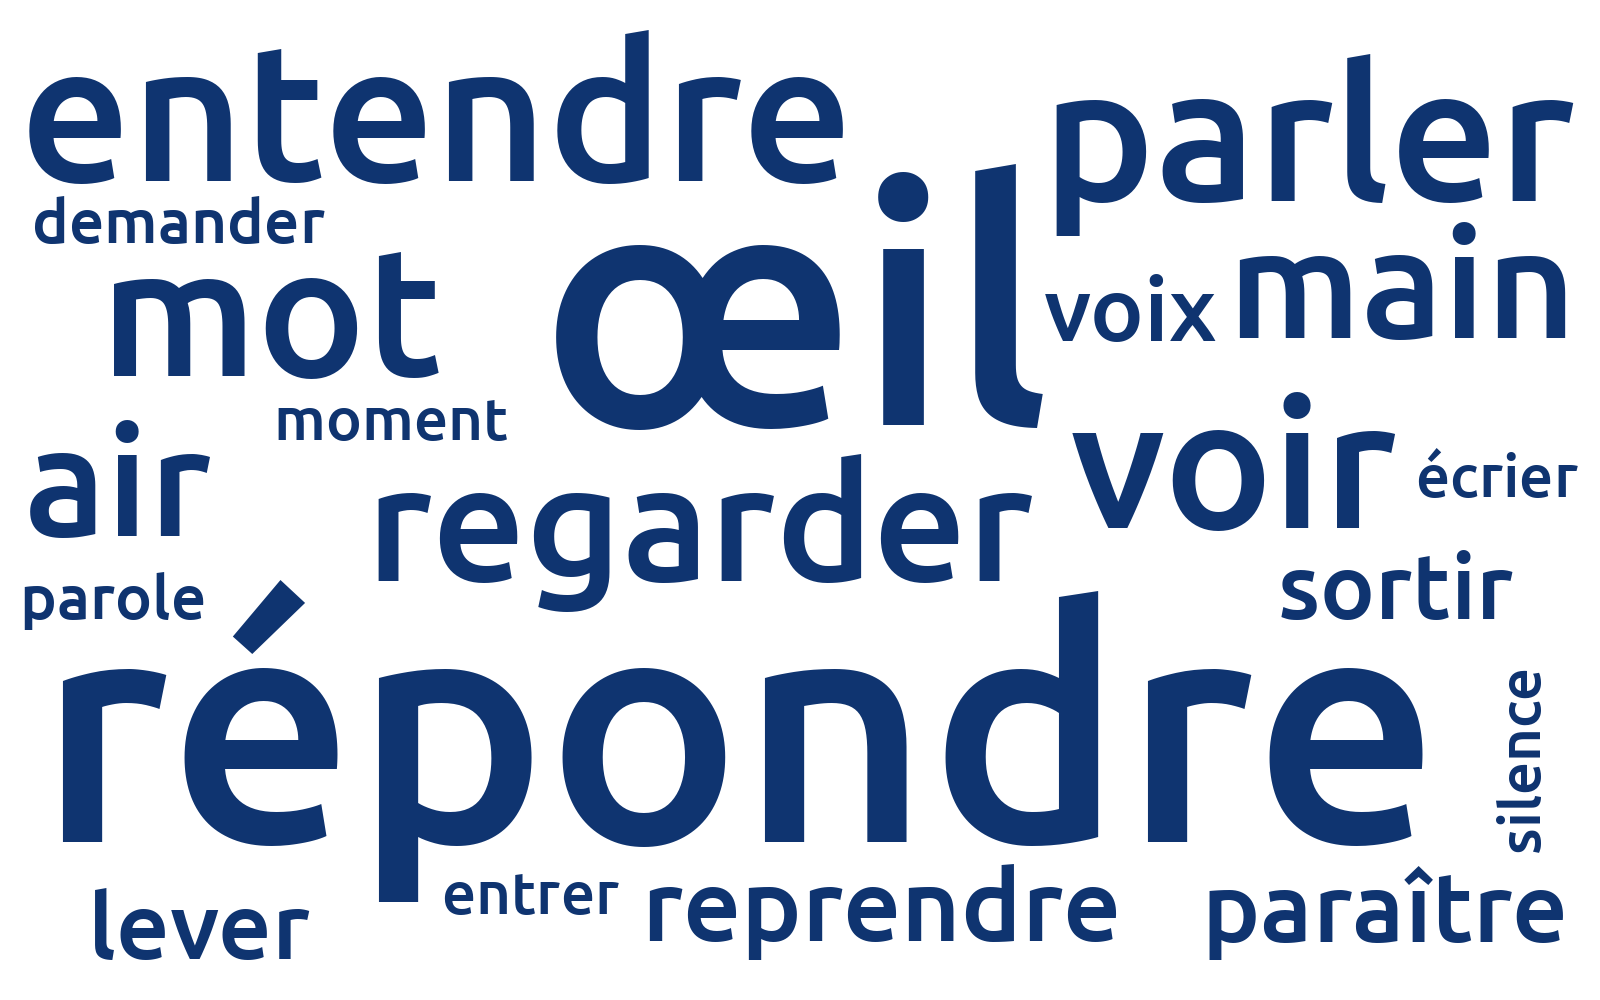 entendre
parler
demander
œil
mot
voix
main
moment
air
voir
regarder
écrier
parole
sortir
répondre
silence
lever
entrer
reprendre
paraître